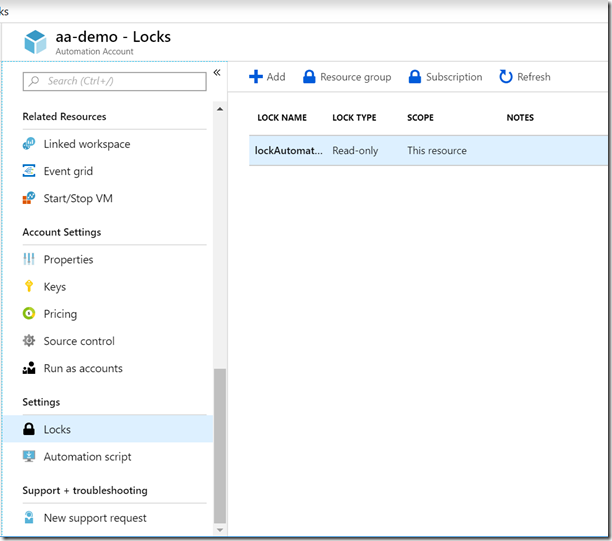 ks
aa-demo - Locks
Automation Account
Search (Ctrl+/)
Related Resources
Linked workspace
Event grid
Start/Stop VM
Account Settings
Properties
Keys
Pricing
Source control
Run as accounts
Settings
Locks
Automation script
Support + troubleshooting
New support request
Add Resource group Subscription Refresh
LOCK NAME LOCK TYPE SCOPE NOTES
lockAutomat... Read-only This resource